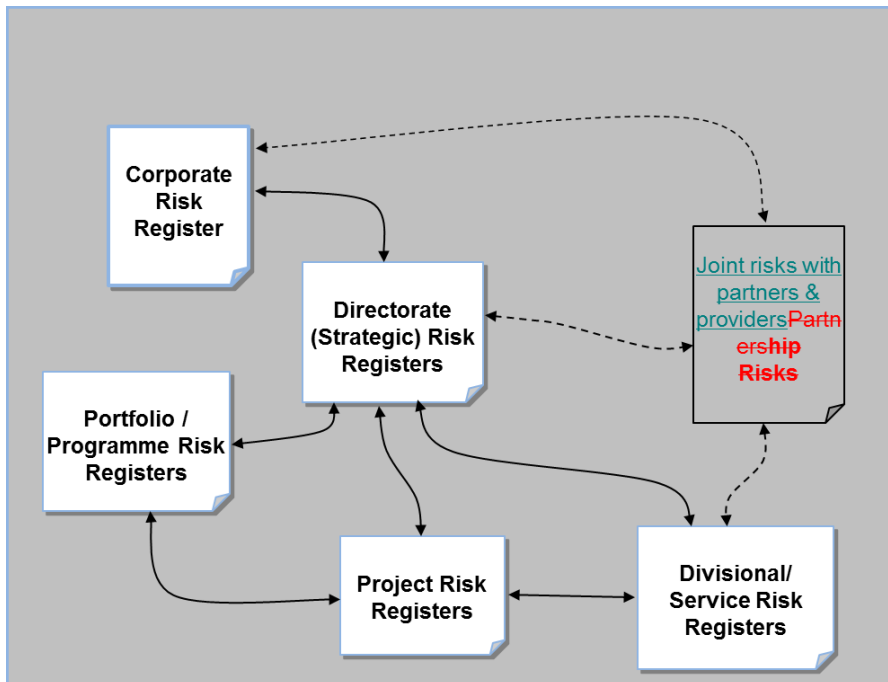 Corporate
Risk
Register
Directorate
(Strategic) Risk
Registers
Joint risks with
partners &
providersPartn
ership
Risks
Portfolio /
Programme Risk
Registers
Project Risk
Registers
Divisional/
Service Risk
Registers